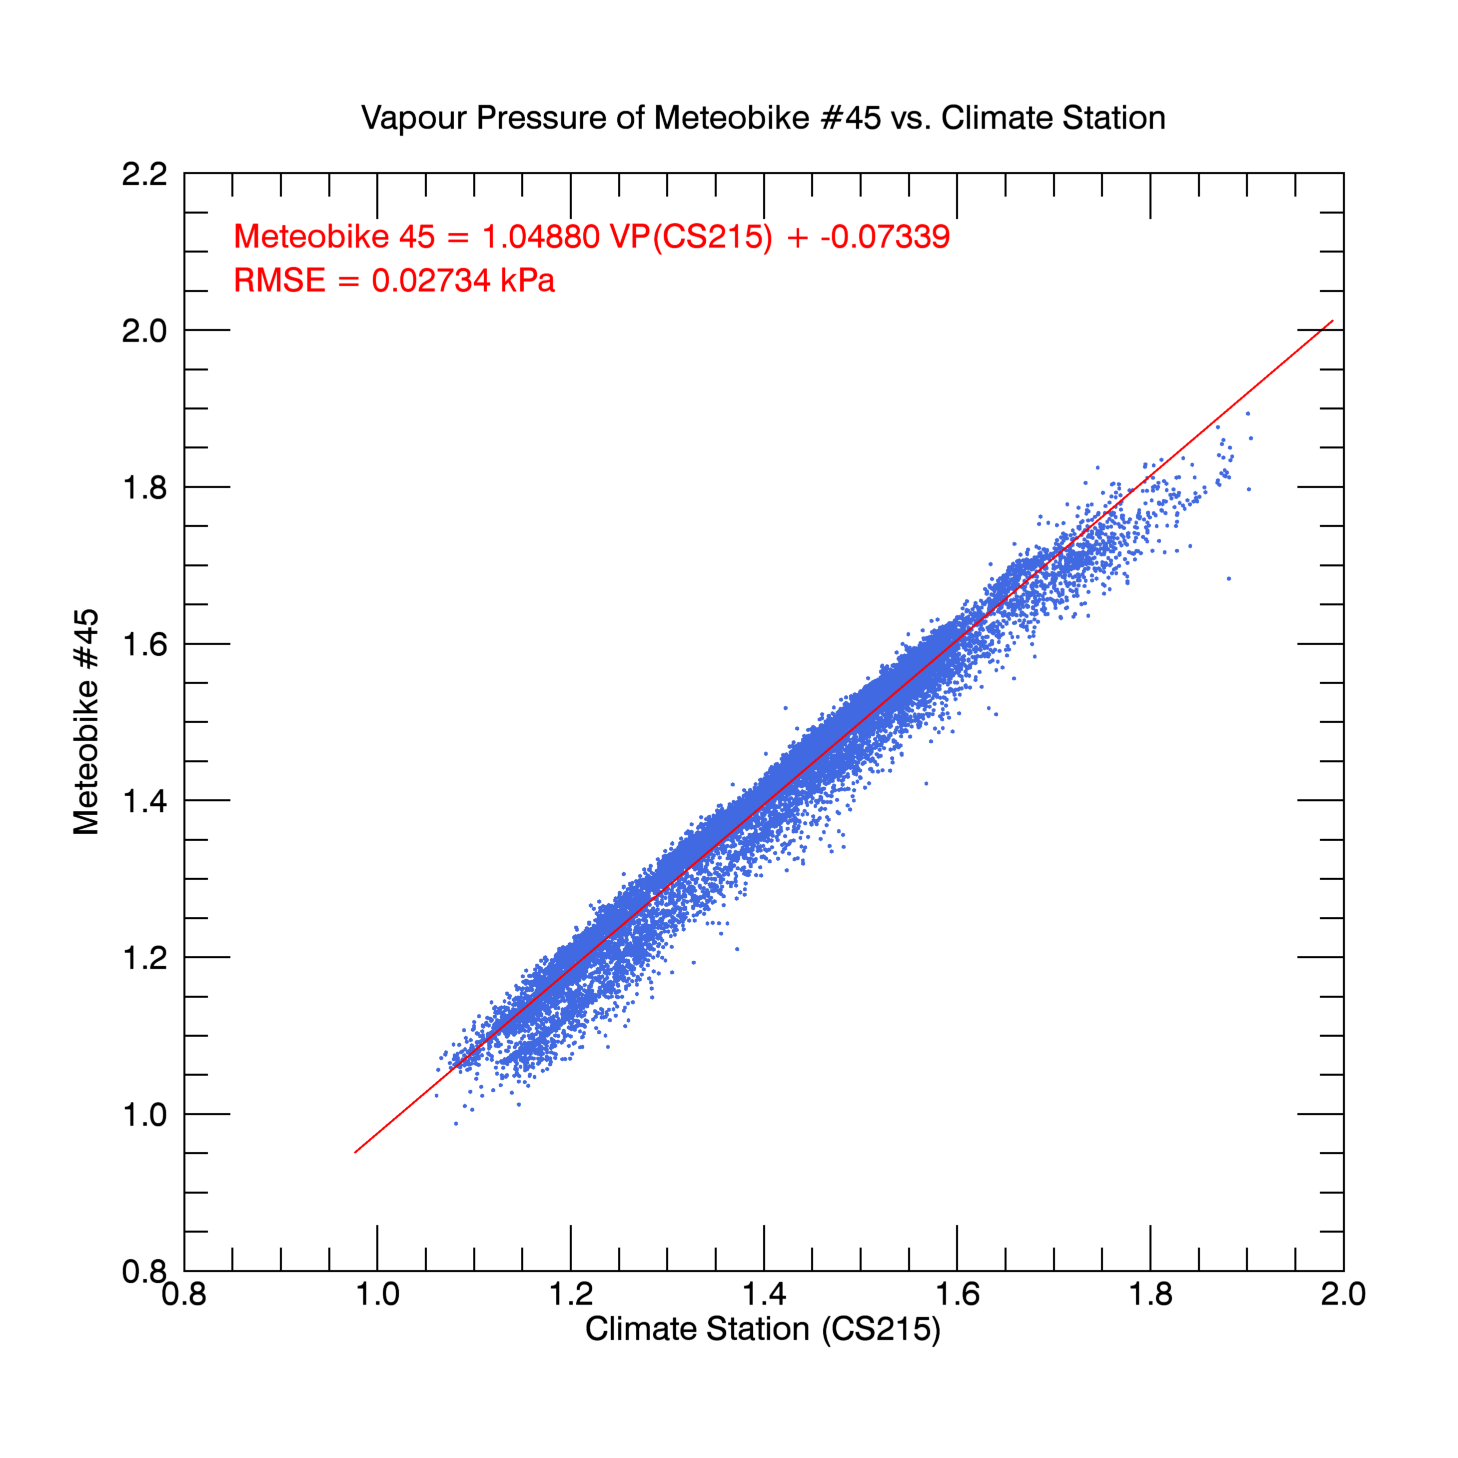 Vapour Pressure of Meteobike #45 vs. Climate Station
Meteobike 45 = 1.04880 VP(CS215) + -0.07339
RMSE = 0.02734 kPa
2.2
2.0
1.8
1.6
1.4
1.2
1.0
0.8
Meteobike #45
0.8 1.0 1.2 1.4 1.6 1.8 2.0
Climate Station (CS215)